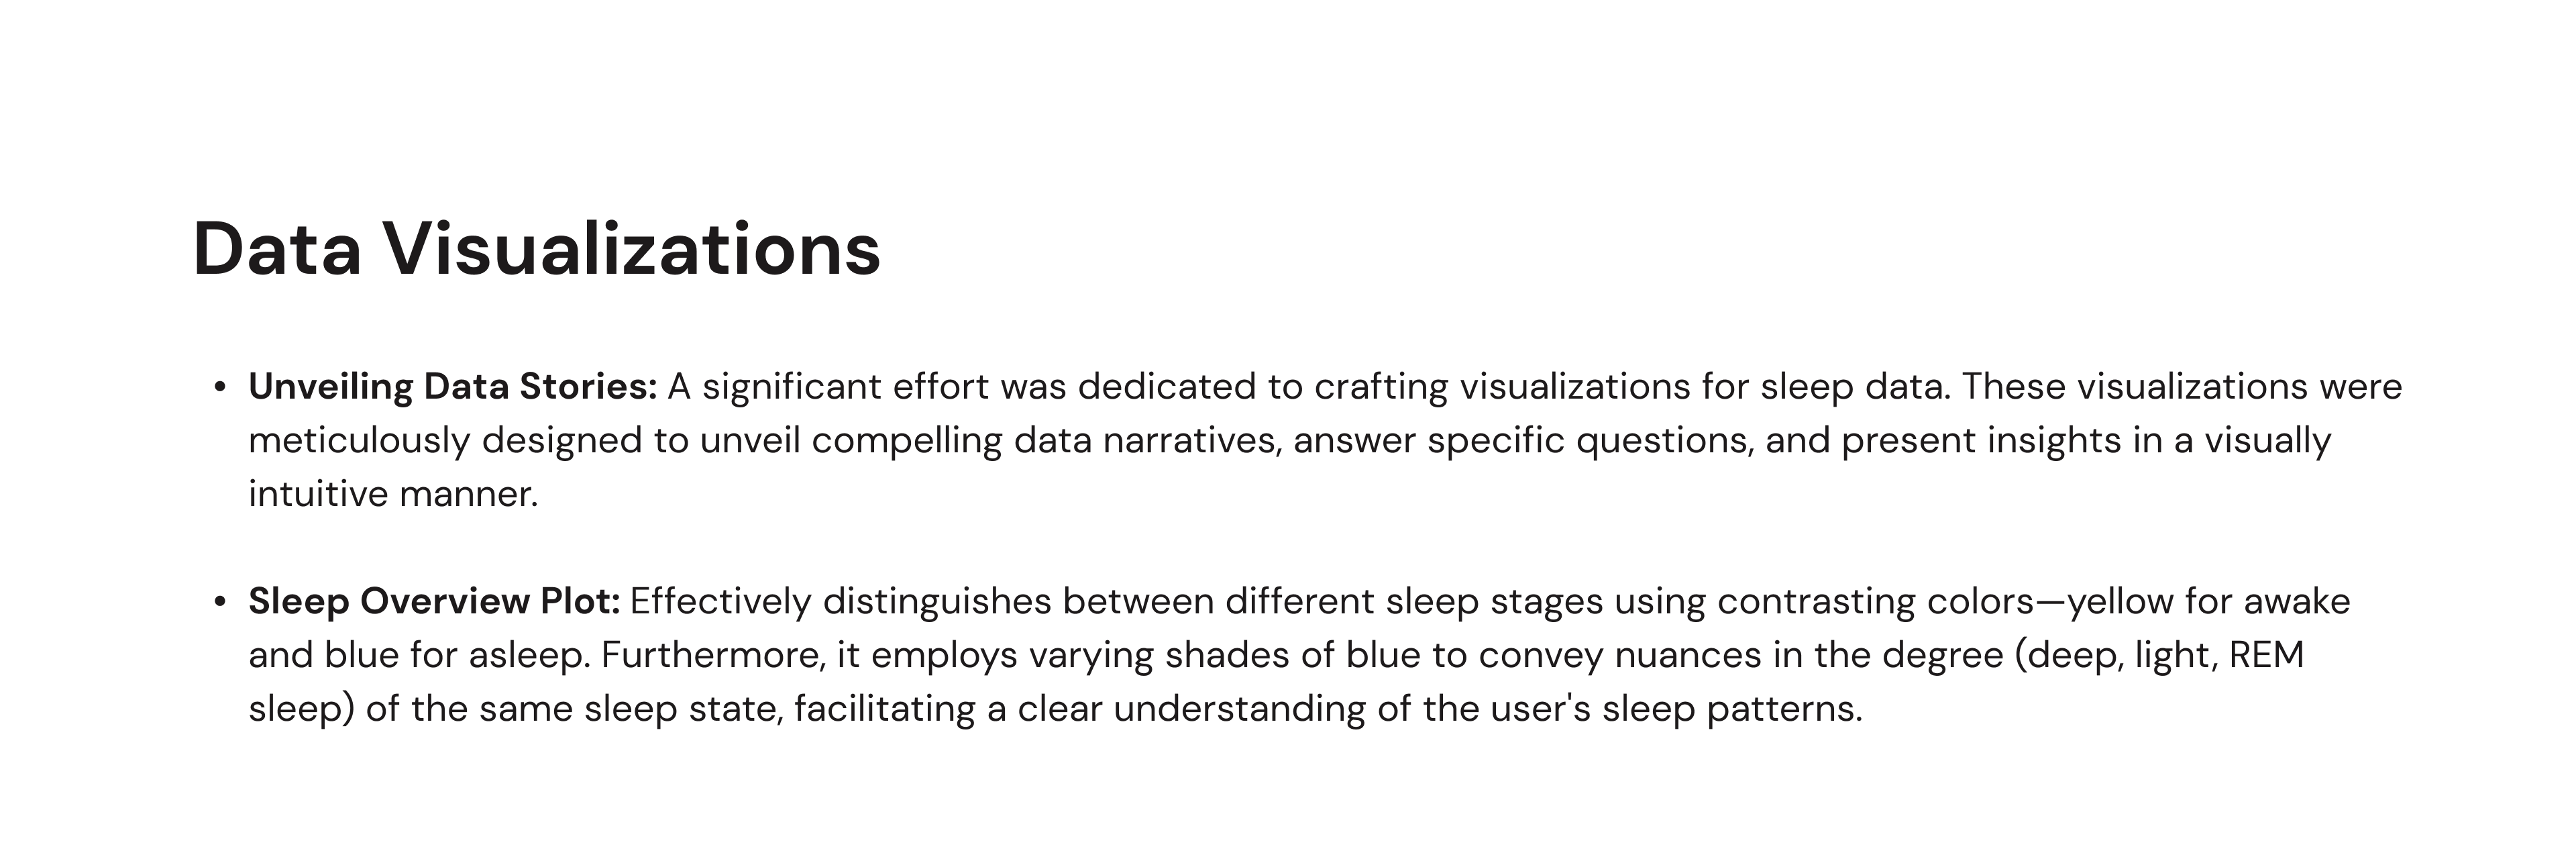 Data Visualizations
• Unveiling Data Stories: A significant effort was dedicated to crafting visualizations for sleep data. These visualizations were
meticulously designed to unveil compelling data narratives, answer specific questions, and present insights in a visually
intuitive manner.
• Sleep Overview Plot: Effectively distinguishes between different sleep stages using contrasting colors—yellow for awake
and blue for asleep. Furthermore, it employs varying shades of blue to convey nuances in the degree (deep, light, REM
sleep) of the same sleep state, facilitating a clear understanding of the user's sleep patterns.